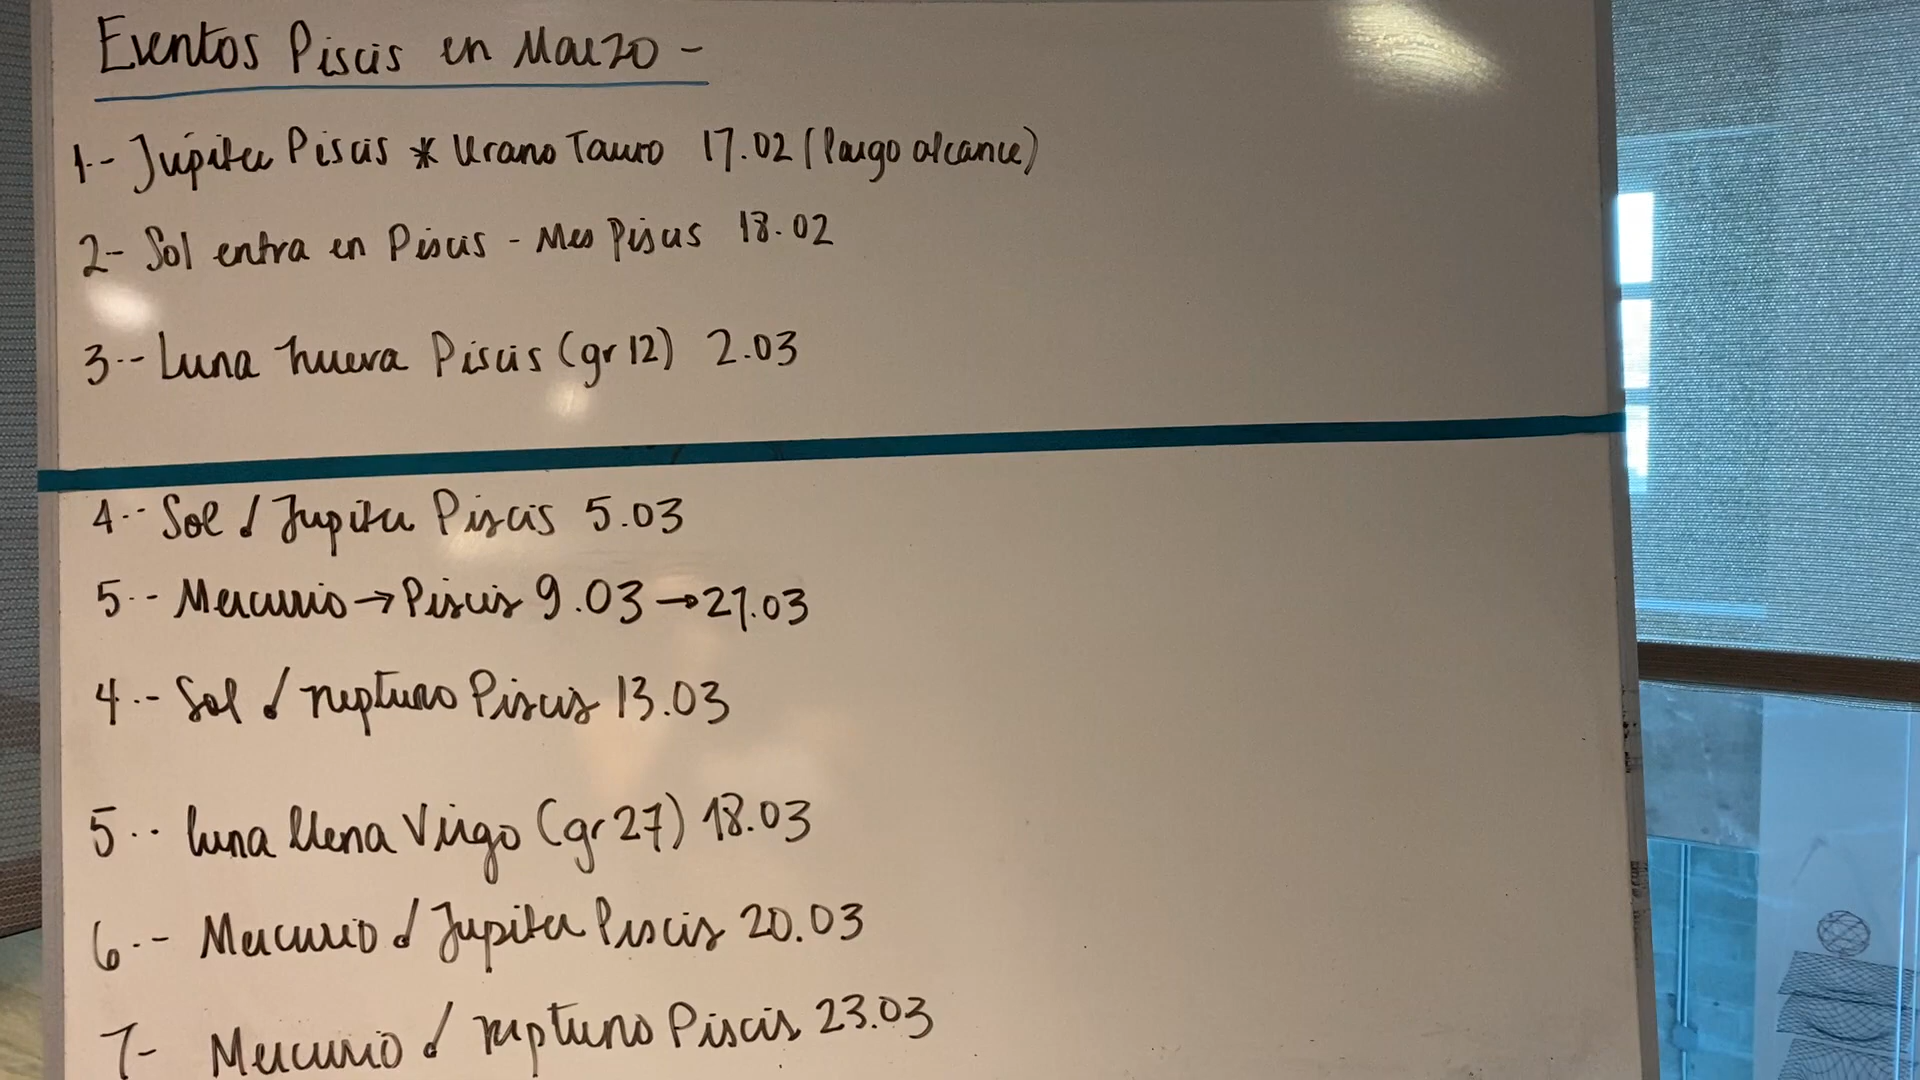 Eventos Piscis en Marzo -
1-- Júpiter Piscis * Urano Tauro 17.02 (largo alcance)
2- Sol entra en Piscis - Mes Piscis 18.02
3-- Luna nueva Piscis (gr 12) 2.03
4-- Sol ☌ Jupiter Piscis 5.03
5-- Mercurio → Piscis 9.03 → 27.03
4.- Sol ☌ neptuno Piscis 13.03
5.. luna llena Virgo (gr 27) 18.03
6.-- Mercurio ☌ Jupiter Piscis 20.03
7- Mercurio ☌ neptuno Piscis 23.03